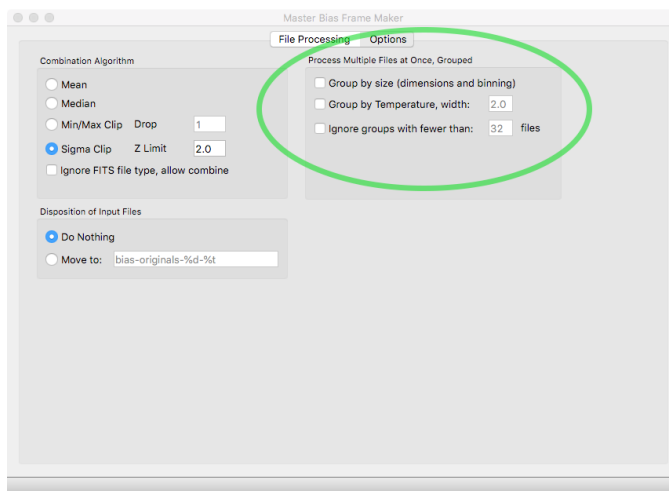 Master Bias Frame Maker
File Processing
Options
Combination Algorithm
Mean
Median
Min/Max Clip Drop 1
Sigma Clip Z Limit 2.0
Ignore FITS file type, allow combine
Disposition of Input Files
Do Nothing
Move to: bias-originals-%d-%t
Process Multiple Files at Once, Grouped
Group by size (dimensions and binning)
Group by Temperature, width: 2.0
Ignore groups with fewer than: 32 files